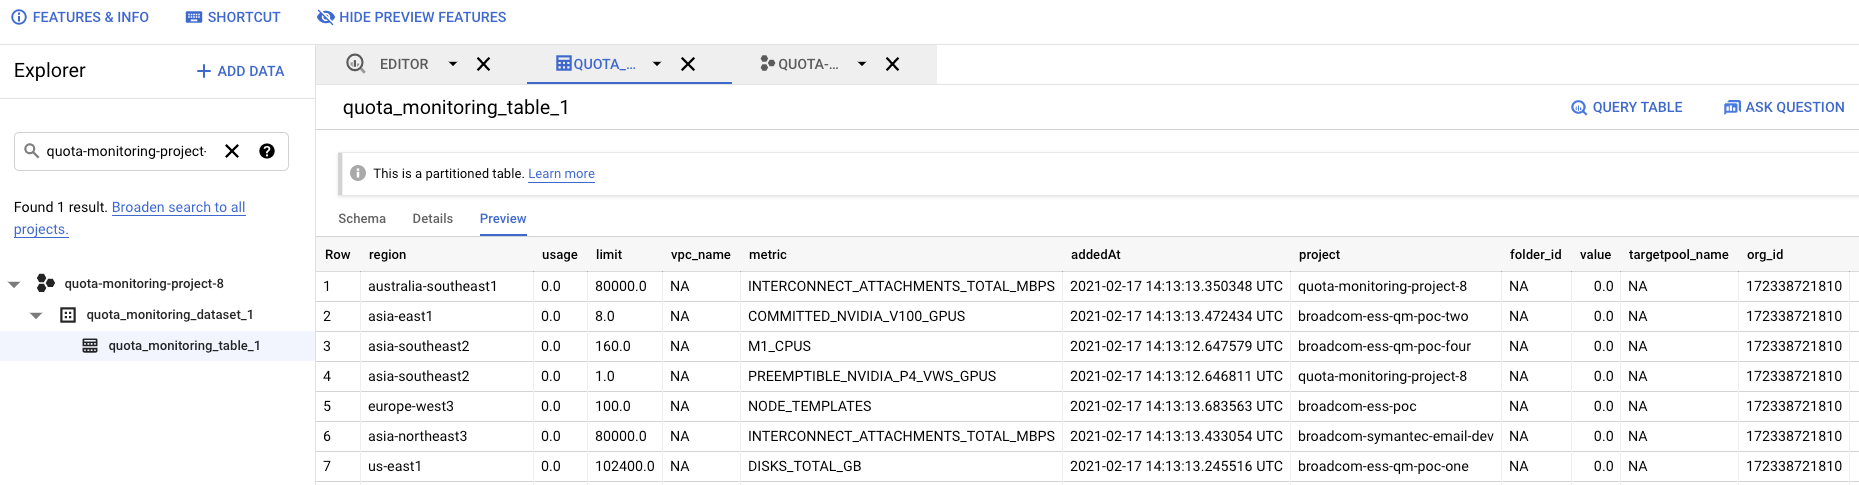 FEATURES & INFO SHORTCUT HIDE PREVIEW FEATURES
Explorer + ADD DATA
EDITOR QUOTA_... QUOTA-...
quota_monitoring_table_1 QUERY TABLE ASK QUESTION
quota-monitoring-project-
This is a partitioned table. Learn more
Found 1 result. Broaden search to all
projects.
Schema Details Preview
quota-monitoring-project-8
quota_monitoring_dataset_1
quota_monitoring_table_1
Row region usage limit vpc_name metric addedAt project folder_id value targetpool_name org_id
1 australia-southeast1 0.0 80000.0 NA INTERCONNECT_ATTACHMENTS_TOTAL_MBPS 2021-02-17 14:13:13.350348 UTC quota-monitoring-project-8 NA 0.0 NA 172338721810
2 asia-east1 0.0 8.0 NA COMMITTED_NVIDIA_V100_GPUS 2021-02-17 14:13:13.472434 UTC broadcom-ess-qm-poc-two NA 0.0 NA 172338721810
3 asia-southeast2 0.0 160.0 NA M1_CPUS 2021-02-17 14:13:12.647579 UTC broadcom-ess-qm-poc-four NA 0.0 NA 172338721810
4 asia-southeast2 0.0 1.0 NA PREEMPTIBLE_NVIDIA_P4_VWS_GPUS 2021-02-17 14:13:12.646811 UTC quota-monitoring-project-8 NA 0.0 NA 172338721810
5 europe-west3 0.0 100.0 NA NODE_TEMPLATES 2021-02-17 14:13:13.683563 UTC broadcom-ess-poc NA 0.0 NA 172338721810
6 asia-northeast3 0.0 80000.0 NA INTERCONNECT_ATTACHMENTS_TOTAL_MBPS 2021-02-17 14:13:13.433054 UTC broadcom-symantec-email-dev NA 0.0 NA 172338721810
7 us-east1 0.0 102400.0 NA DISKS_TOTAL_GB 2021-02-17 14:13:13.245516 UTC broadcom-ess-qm-poc-one NA 0.0 NA 172338721810